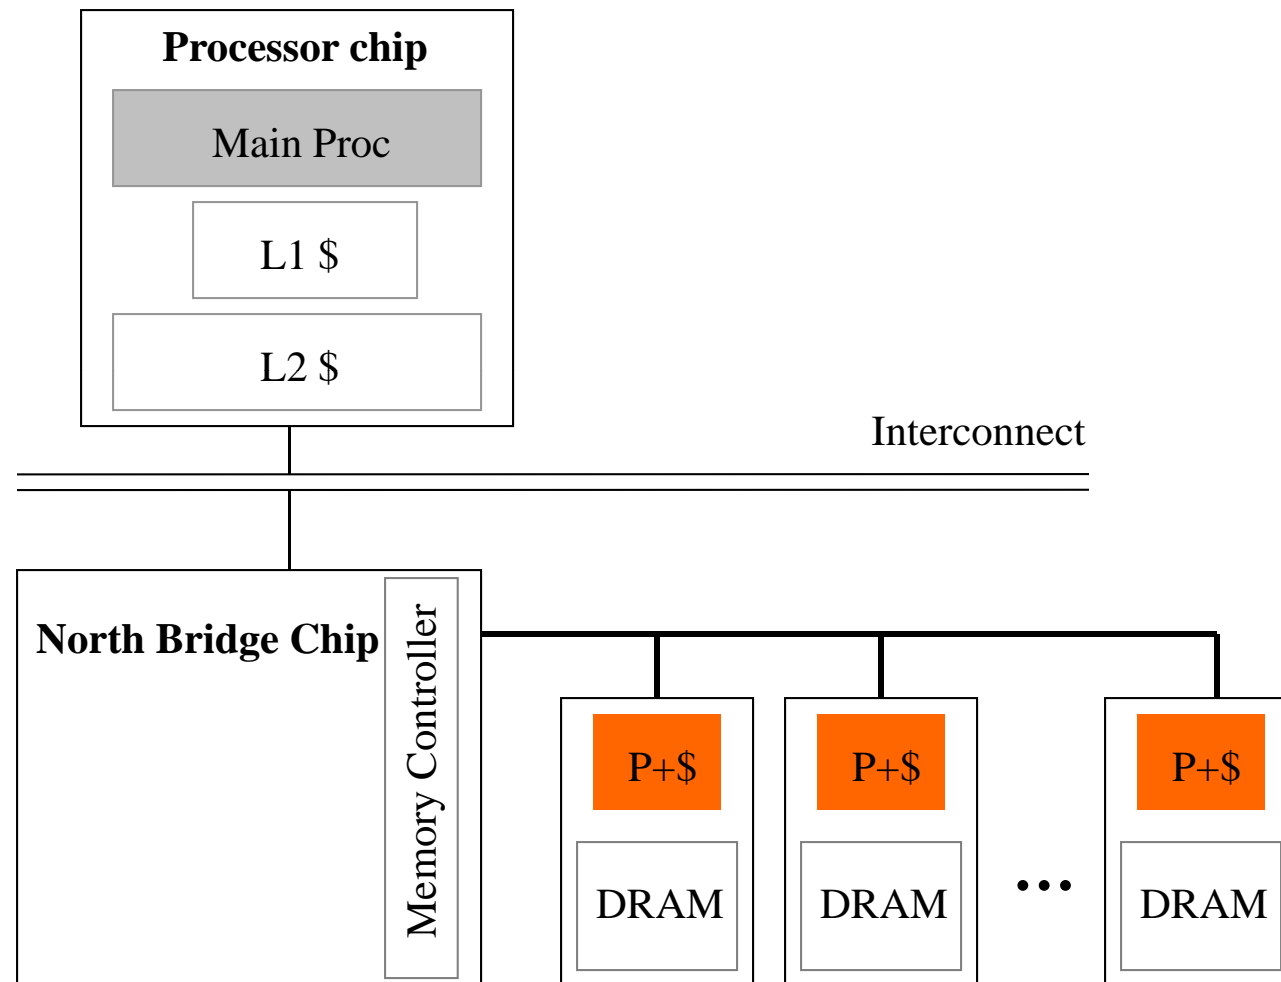 Processor chip
Main Proc
L1 $
L2 $
Interconnect
North Bridge Chip
Memory Controller
P+$
P+$
P+$
DRAM
DRAM
...
DRAM